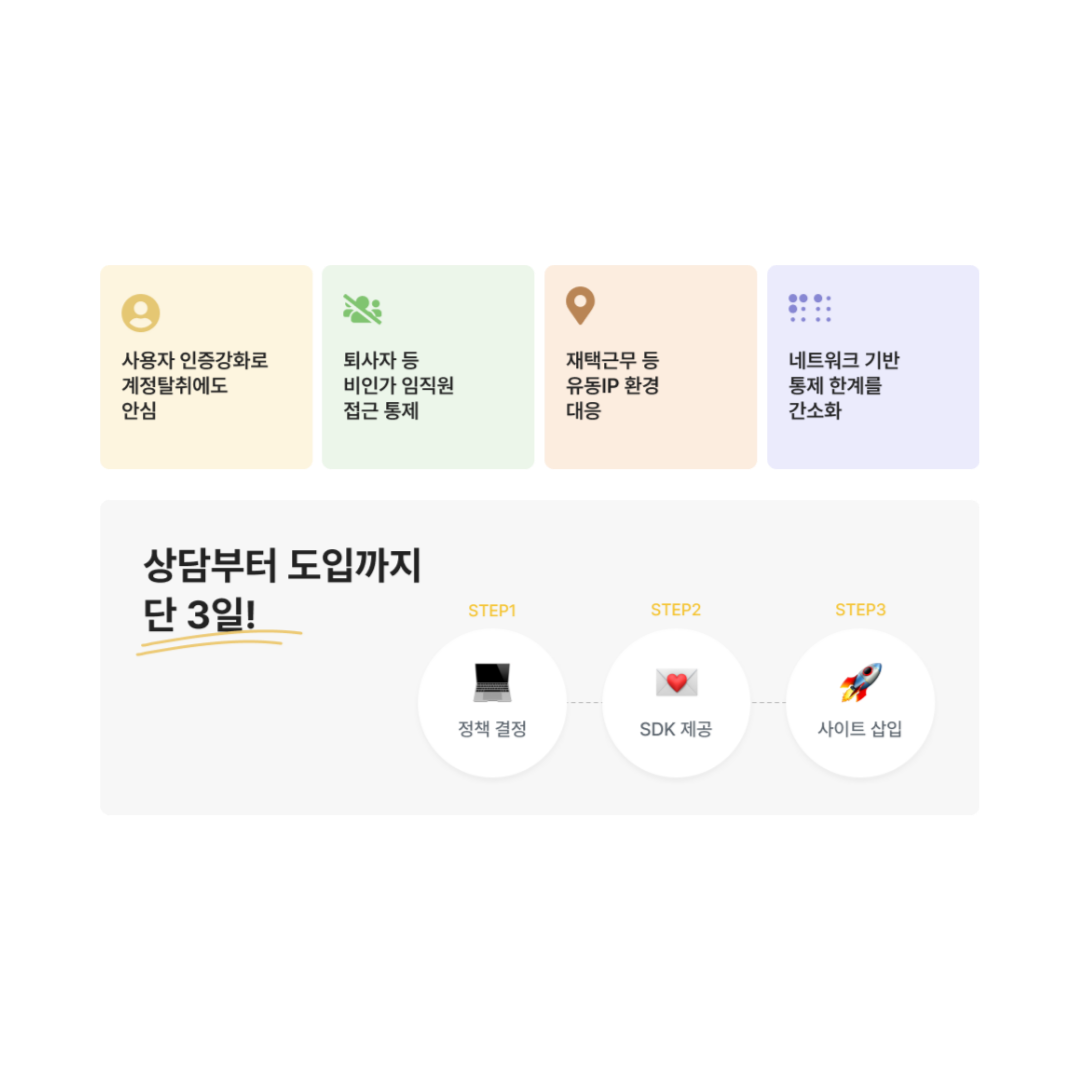 사용자 인증강화로
계정탈취에도
안심
퇴사자 등
비인가 임직원
접근 통제
재택근무 등
유동IP 환경
대응
네트워크 기반
통제 한계를
간소화
상담부터 도입까지
단 3일!
STEP1
정책 결정
STEP2
SDK 제공
STEP3
사이트 삽입